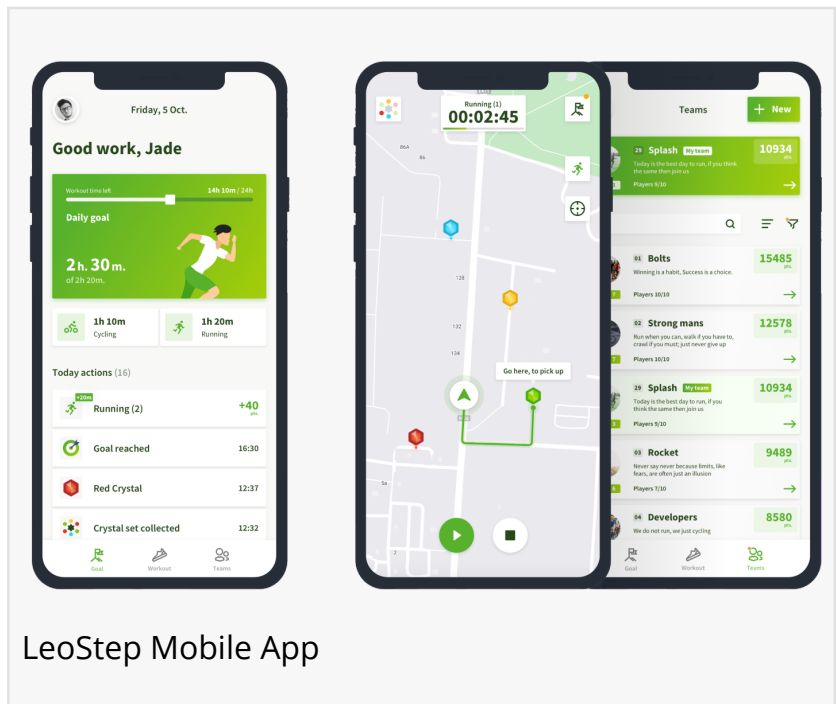 Friday, 5 Oct.
Good work, Jade
Workout time left
14h 10m / 24h
Daily goal
2 h. 30 m.
of 2h 20m.
1h 10m
Cycling
1h 20m
Running
Today actions (16)
+20m
Running (2)
+40
pts.
Goal reached
16:30
Red Crystal
12:37
Crystal set collected
12:32
Goal
Workout
Teams
Running (1)
00:02:45
86A
86
128
132
134
Go here, to pick up
7
Teams
+ New
29 Splash My team
10934
pts.
Today is the best day to run, if you think
the same then join us
Players 9/10
01 Bolts
15485
pts.
Winning is a habit, Success is a choice.
7
Players 10/10
02 Strong mans
12578
pts.
Run when you can, walk if you have to,
crawl if you must; just never give up
7
Players 10/10
29 Splash My team
10934
pts.
Today is the best day to run, if you
think the same then join us
Players 9/10
03 Rocket
9489
pts.
Never say never because limits, like
fears, are often just an illusion
Players 7/10
04 Developers
8580
pts.
We do not run, we just cycling
Goal
Workout
Teams
LeoStep Mobile App